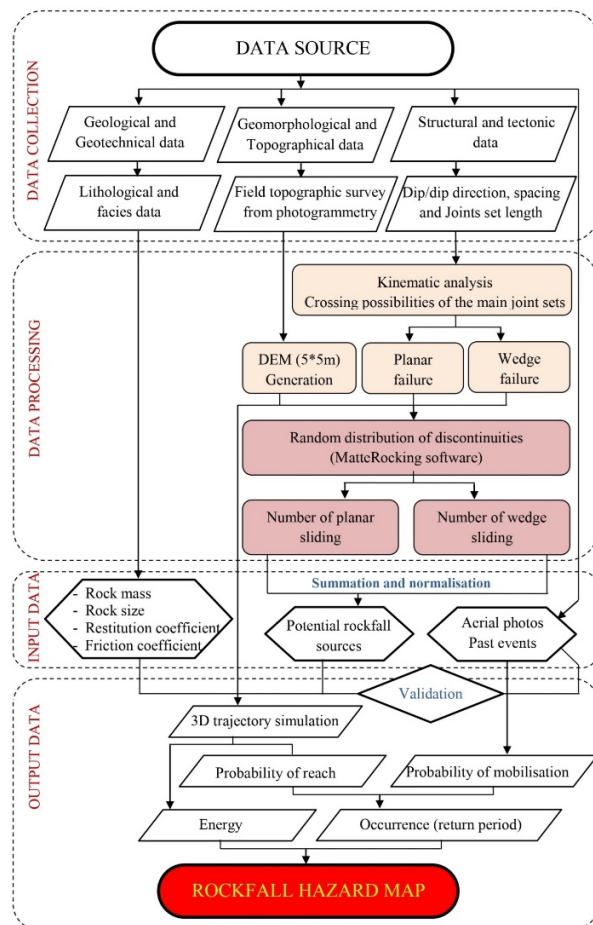 DATA COLLECTION
DATA SOURCE
Geological and
Geotechnical data
Geomorphological and
Topographical data
Structural and tectonic
data
Lithological and
facies data
Field topographic survey
from photogrammetry
Dip/dip direction, spacing
and Joints set length
DATA PROCESSING
Kinematic analysis
Crossing possibilities of the main joint sets
DEM (5*5m)
Generation
Planar
failure
Wedge
failure
Random distribution of discontinuities
(MatteRocking software)
Number of planar
sliding
Number of wedge
sliding
INPUT DATA
Summation and normalisation
- Rock mass
- Rock size
- Restitution coefficient
- Friction coefficient
Potential rockfall
sources
Aerial photos
Past events
OUTPUT DATA
Validation
3D trajectory simulation
Probability of reach
Probability of mobilisation
Energy
Occurrence (return period)
ROCKFALL HAZARD MAP